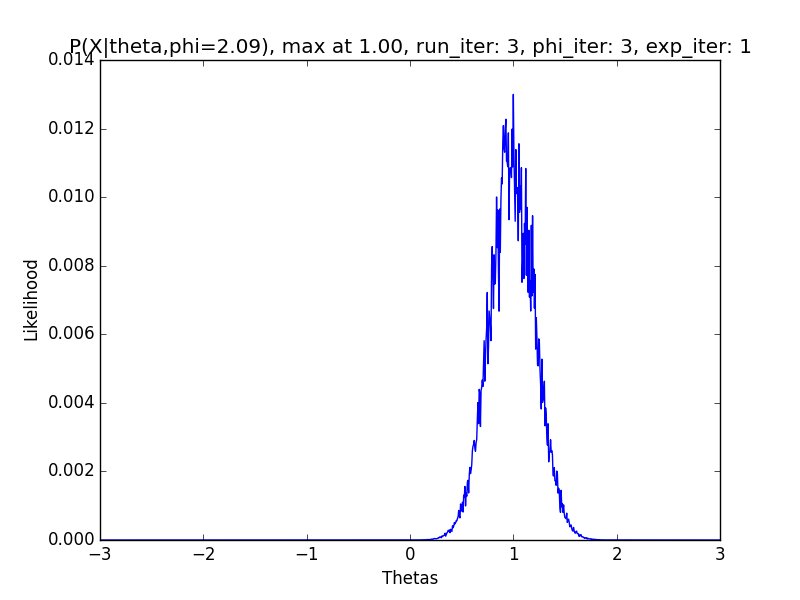 P(X|theta,phi=2.09), max at 1.00, run_iter: 3, phi_iter: 3, exp_iter: 1
0.014
0.012
0.010
0.008
0.006
0.004
0.002
0.000
Likelihood
−3 −2 −1 0 1 2 3
Thetas